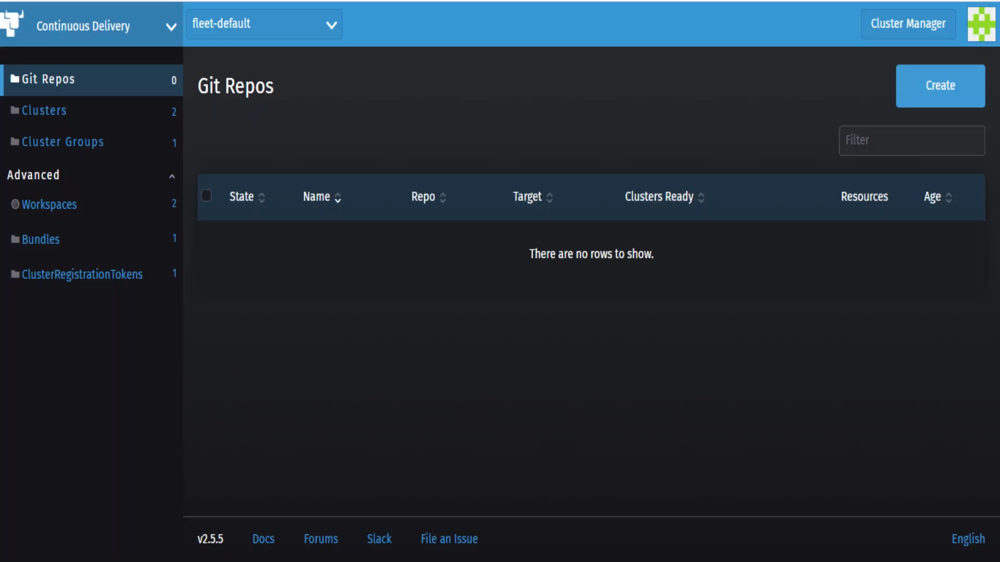 Continuous Delivery
fleet-default
Cluster Manager
Git Repos 0
Clusters 2
Cluster Groups 1
Advanced
Workspaces 2
Bundles 1
ClusterRegistrationTokens 1
Git Repos
Create
Filter
State Name Repo Target Clusters Ready Resources Age
There are no rows to show.
v2.5.5 Docs Forums Slack File an Issue English